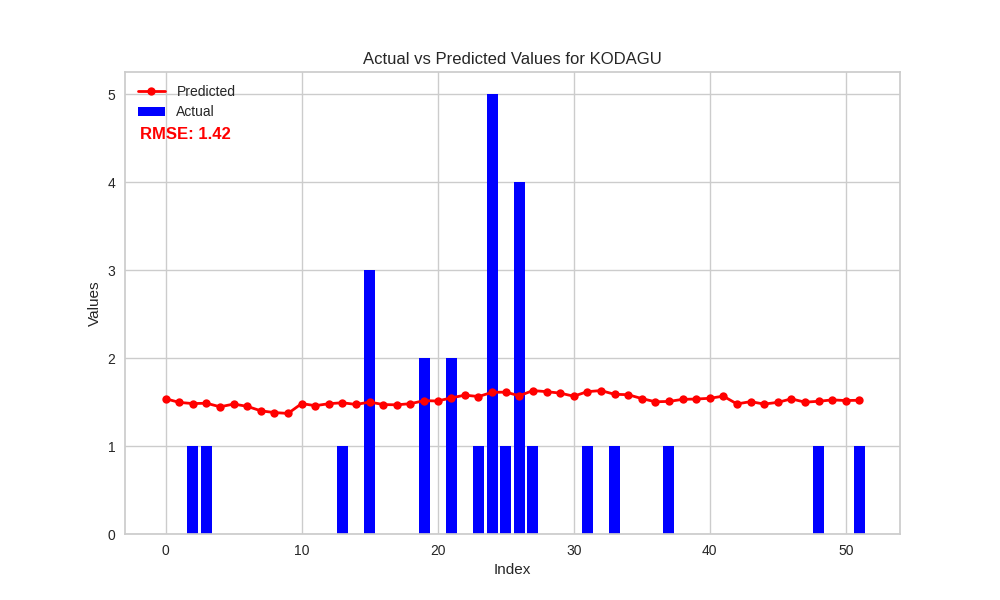 Actual vs Predicted Values for KODAGU
Predicted
Actual
RMSE: 1.42
Values
5
4
3
2
1
0
0 10 20 30 40 50
Index